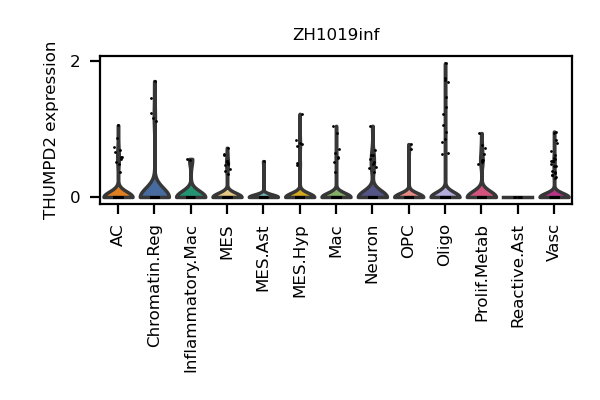 ZH1019inf
THUMPD2 expression
2
0
AC
Chromatin.Reg
Inflammatory.Mac
MES
MES.Ast
MES.Hyp
Mac
Neuron
OPC
Oligo
Prolif.Metab
Reactive.Ast
Vasc